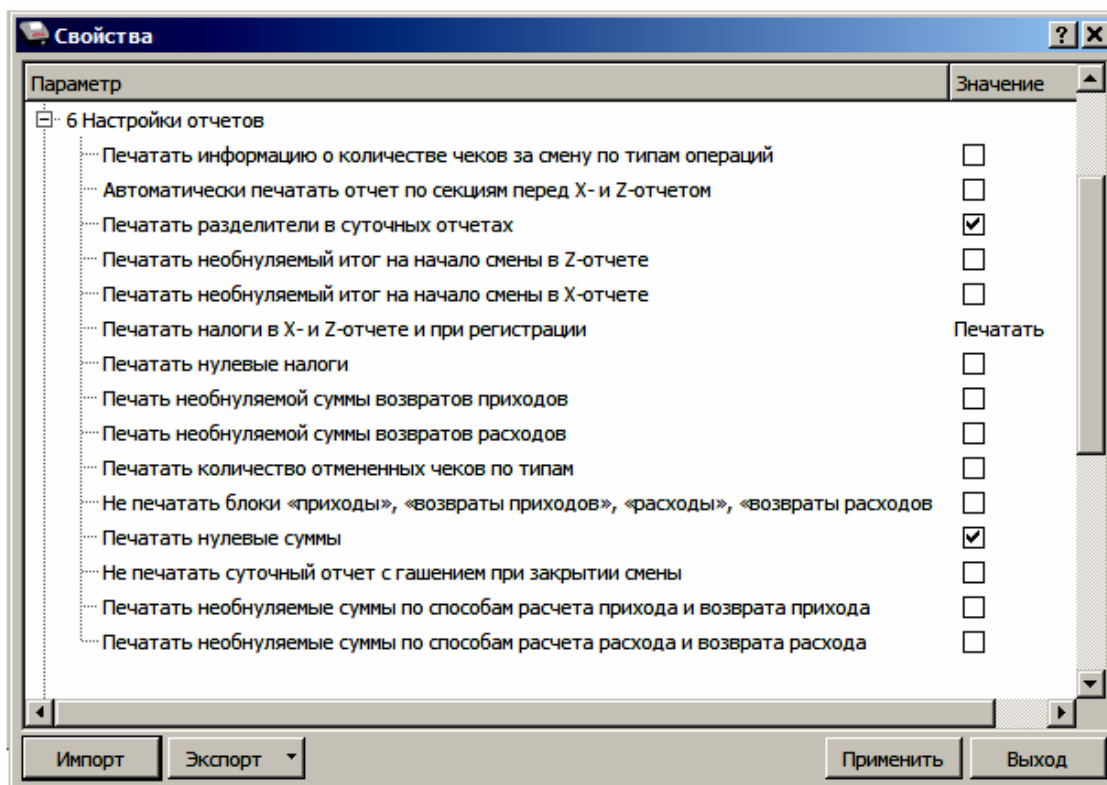 Свойства
Параметр Значение
6 Настройки отчетов
Печатать информацию о количестве чеков за смену по типам операций
Автоматически печатать отчет по секциям перед X- и Z-отчетом
Печатать разделители в суточных отчетах
Печатать необнуляемый итог на начало смены в Z-отчете
Печатать необнуляемый итог на начало смены в X-отчете
Печатать налоги в X- и Z-отчете и при регистрации Печатать
Печатать нулевые налоги
Печать необнуляемой суммы возвратов приходов
Печать необнуляемой суммы возвратов расходов
Печатать количество отмененных чеков по типам
Не печатать блоки «приходы», «возвраты приходов», «расходы», «возвраты расходов
Печатать нулевые суммы
Не печатать суточный отчет с гашением при закрытии смены
Печатать необнуляемые суммы по способам расчета прихода и возврата прихода
Печатать необнуляемые суммы по способам расчета расхода и возврата расхода
Импорт Экспорт Применить Выход